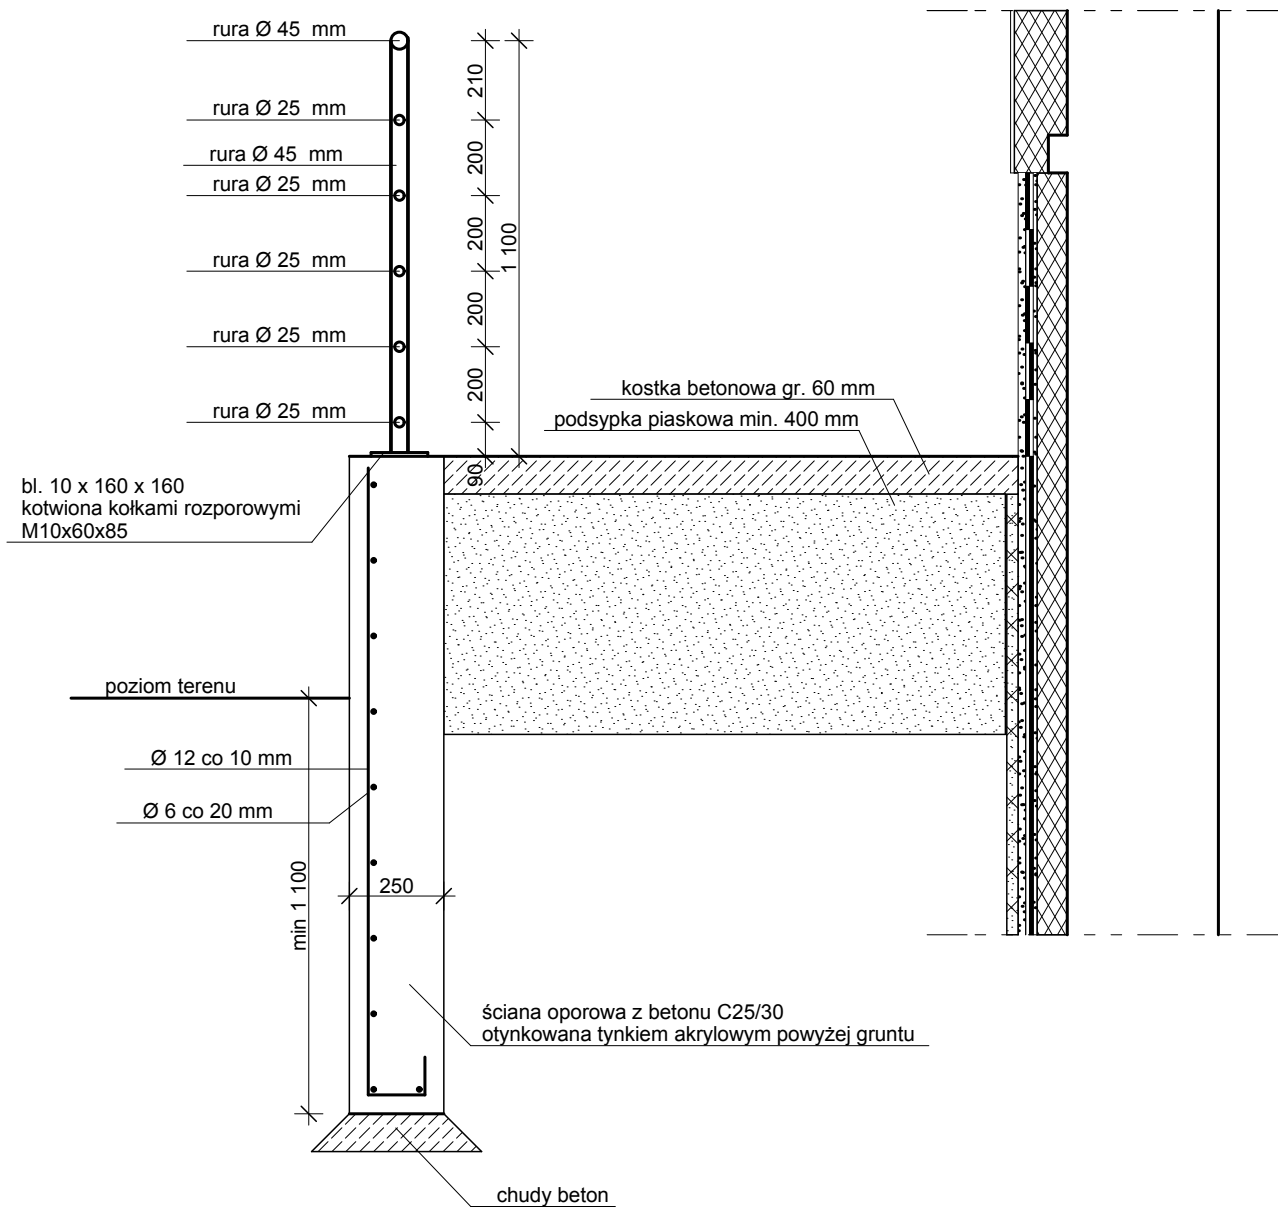 rura Ø 45 mm
rura Ø 25 mm
rura Ø 45 mm
rura Ø 25 mm
rura Ø 25 mm
rura Ø 25 mm
rura Ø 25 mm
210
200
200
200
200
90
1 100
kostka betonowa gr. 60 mm
podsypka piaskowa min. 400 mm
bl. 10 x 160 x 160
kotwiona kołkami rozporowymi
M10x60x85
poziom terenu
Ø 12 co 10 mm
Ø 6 co 20 mm
min 1 100
250
ściana oporowa z betonu C25/30
otynkowana tynkiem akrylowym powyżej gruntu
chudy beton